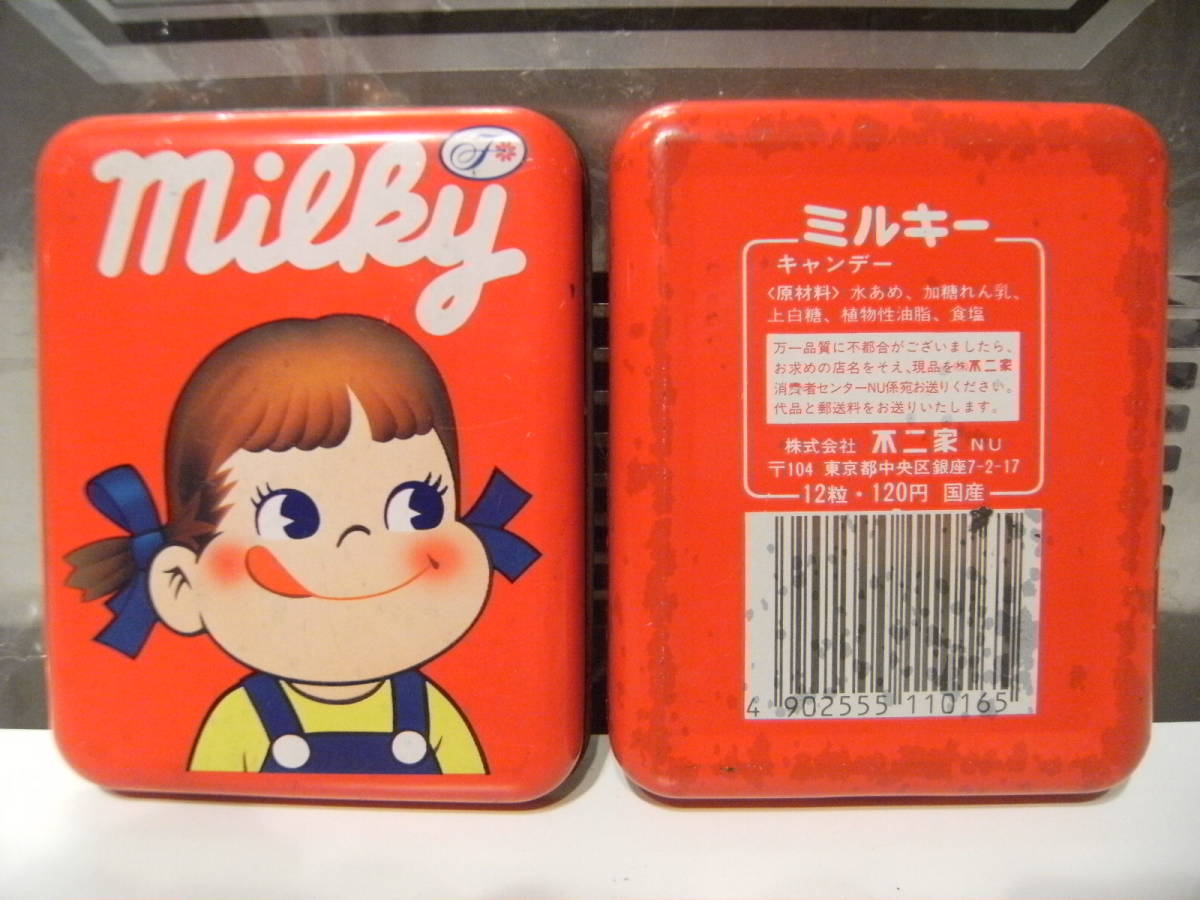 milky
F
ミルキー
キャンデー
〈原材料〉水あめ、加糖れん乳、
上白糖、植物性油脂、食塩
万一品質に不都合がございましたら、
お求めの店名をそえ、現品を㈱不二家
消費者センターNU係宛お送りください。
代品と郵送料をお送りいたします。
株式会社 不二家 NU
〒104 東京都中央区銀座7-2-17
12粒・120円 国産
4 902555 110165